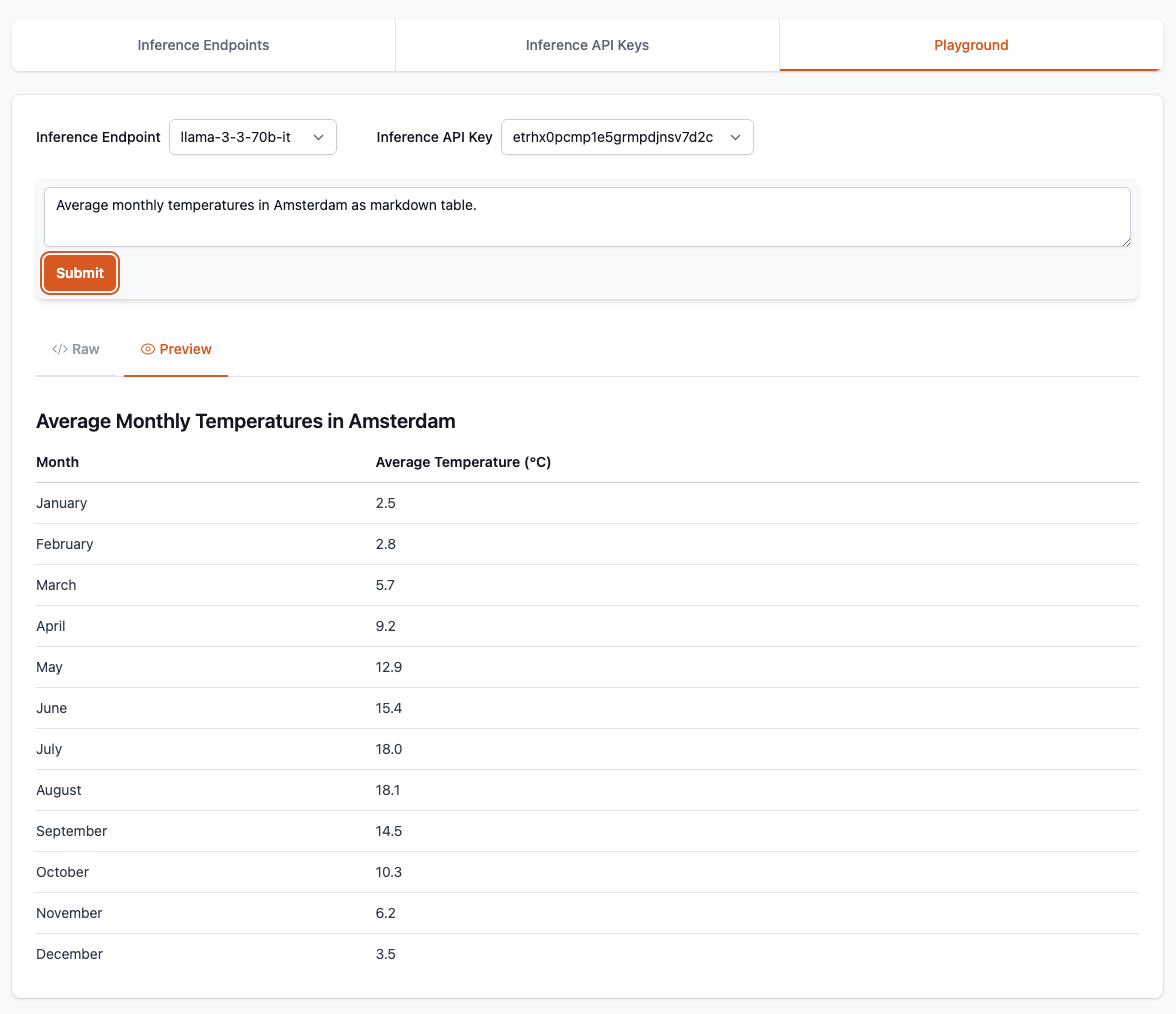 Inference Endpoints Inference API Keys Playground
Inference Endpoint llama-3-3-70b-it Inference API Key etrhx0pcmp1e5grmpdjnsv7d2c
Average monthly temperatures in Amsterdam as markdown table.
Submit
</> Raw Preview
Average Monthly Temperatures in Amsterdam
Month Average Temperature (°C)
January 2.5
February 2.8
March 5.7
April 9.2
May 12.9
June 15.4
July 18.0
August 18.1
September 14.5
October 10.3
November 6.2
December 3.5